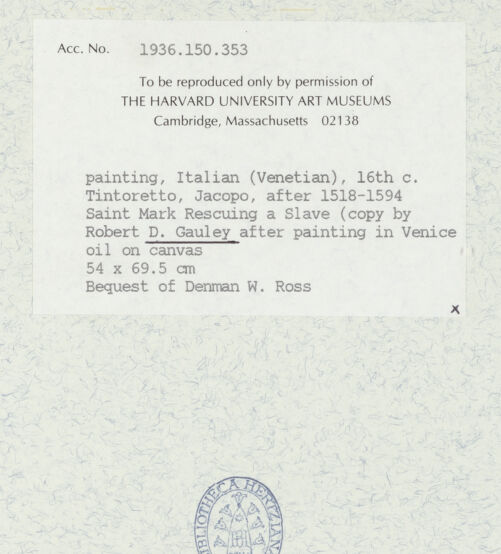 Acc. No. 1936.150.353
To be reproduced only by permission of
THE HARVARD UNIVERSITY ART MUSEUMS
Cambridge, Massachusetts 02138
painting, Italian (Venetian), 16th c.
Tintoretto, Jacopo, after 1518-1594
Saint Mark Rescuing a Slave (copy by
Robert D. Gauley after painting in Venice
oil on canvas
54 x 69.5 cm
Bequest of Denman W. Ross
x
BIBLIOTHECA HERTZIANA